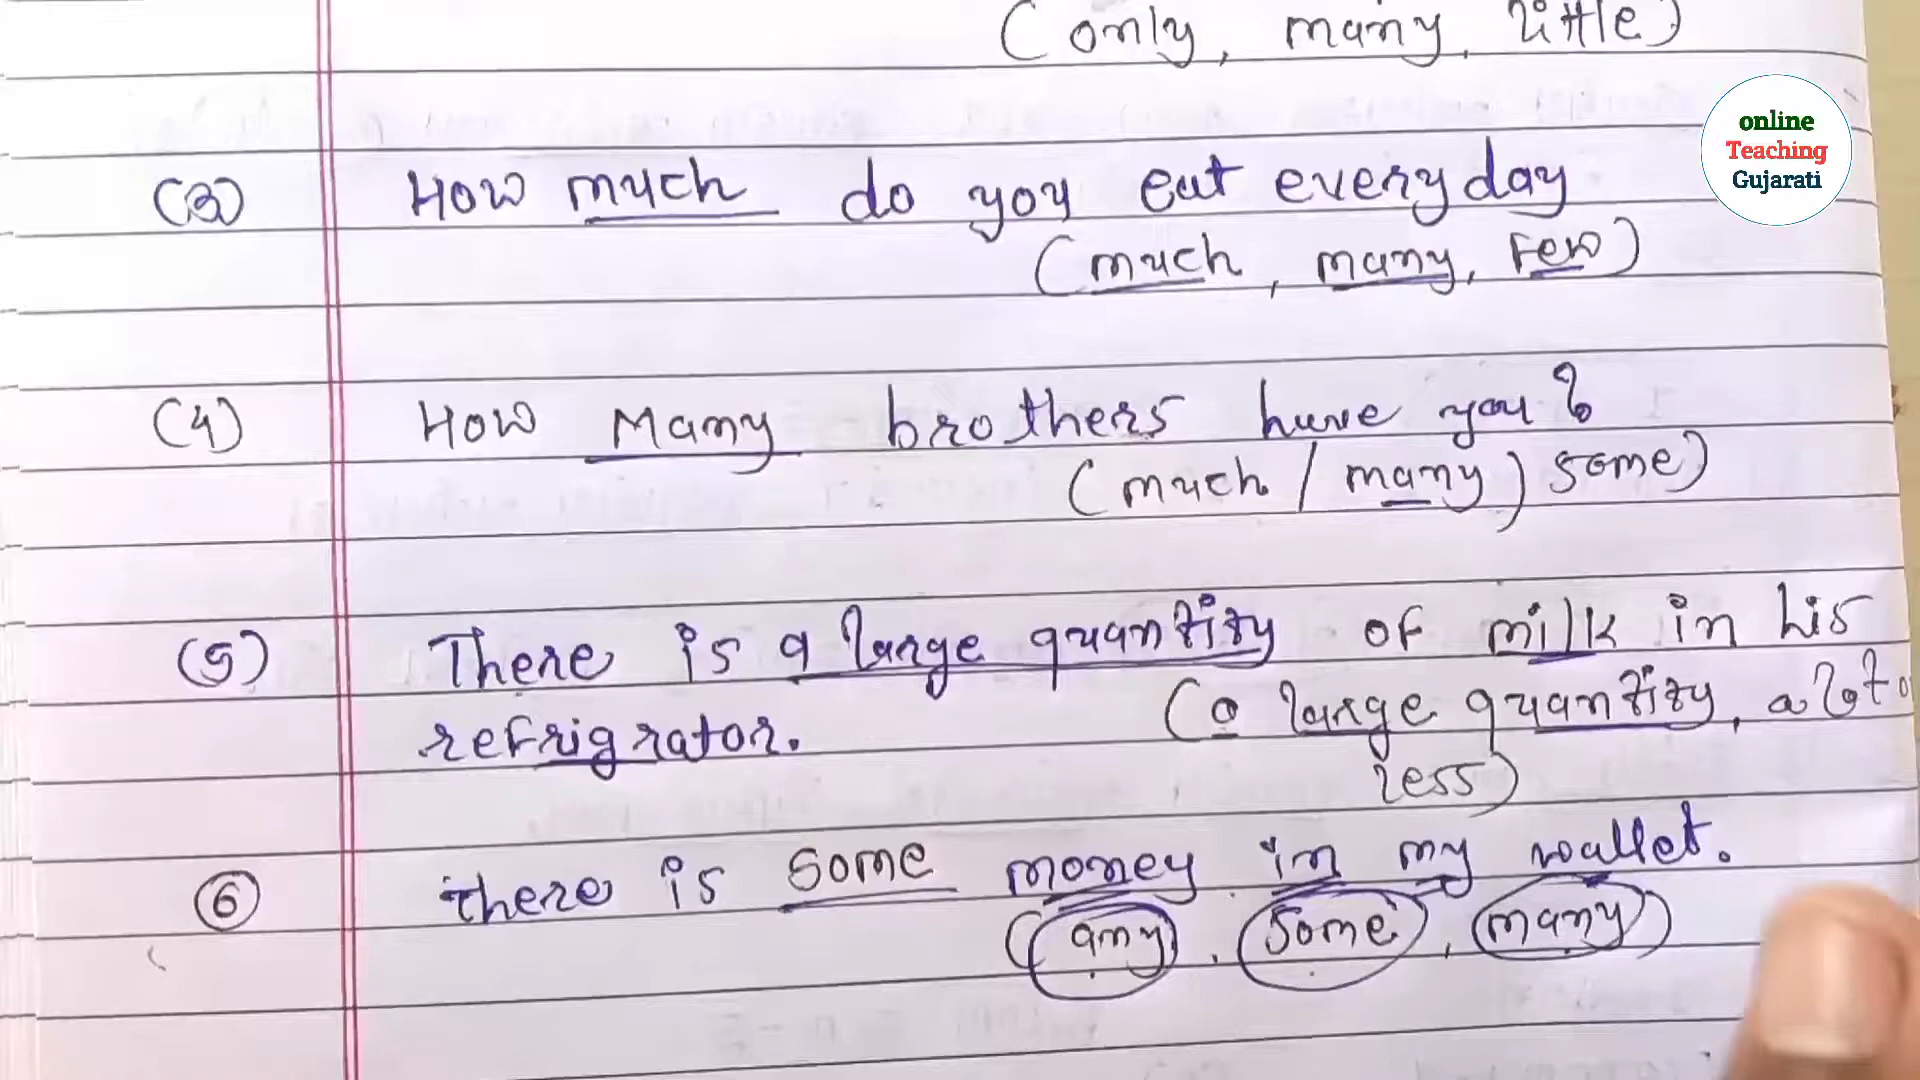 (only, many, little)
online
Teaching
Gujarati
(3) How much do you eat everyday
(much, many, few)
(4) How Many brothers have you?
(much / many) some)
(5) There is a large quantity of milk in his
refrigrator. (a large quantity, a lot o
less)
(6) there is some money in my wallet.
(any, some, many)